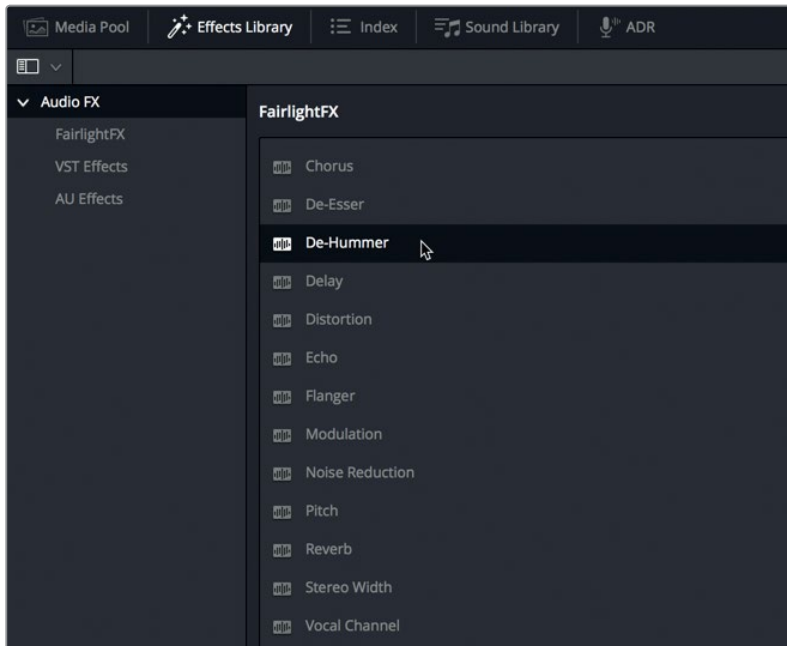 Media Pool Effects Library Index Sound Library ADR
Audio FX
FairlightFX
VST Effects
AU Effects
FairlightFX
Chorus
De-Esser
De-Hummer
Delay
Distortion
Echo
Flanger
Modulation
Noise Reduction
Pitch
Reverb
Stereo Width
Vocal Channel